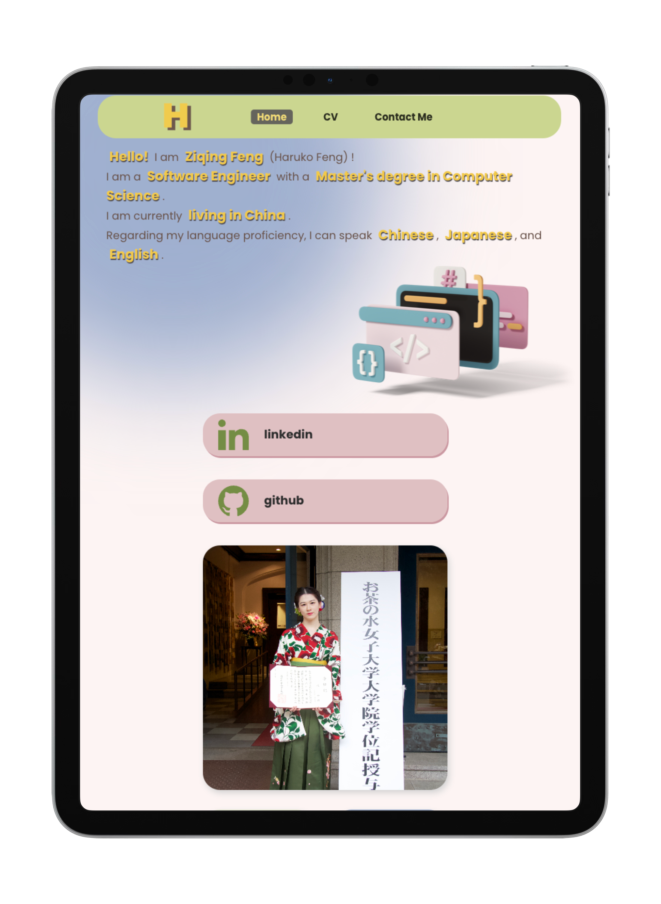 H
Home CV Contact Me
Hello! I am Ziqing Feng (Haruko Feng) !
I am a Software Engineer with a Master's degree in Computer
Science .
I am currently living in China .
Regarding my language proficiency, I can speak Chinese , Japanese , and
English .
#
</>
{}
in linkedin
github
お茶の水女子大学大学院学位記授与